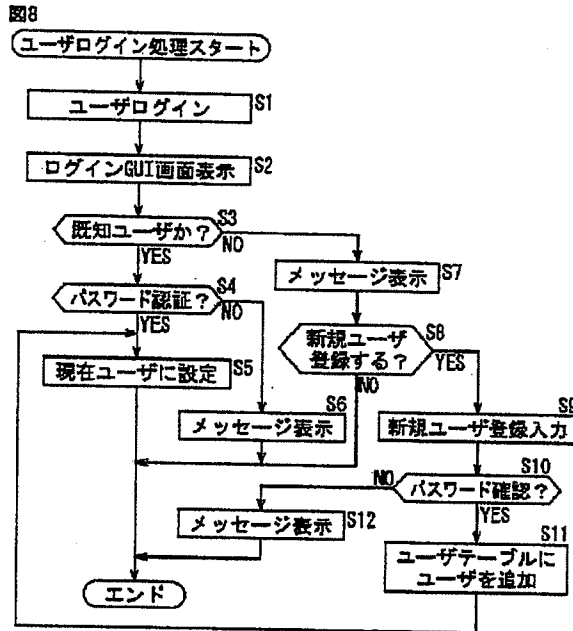 図8
ユーザログイン処理スタート
ユーザログイン
S1
ログインGUI画面表示
S2
既知ユーザか?
S3
NO
YES
メッセージ表示
S7
パスワード認証?
S4
NO
YES
新規ユーザ
登録する?
S8
YES
NO
現在ユーザに設定
S5
メッセージ表示
S6
新規ユーザ登録入力
S9
パスワード確認?
S10
NO
YES
メッセージ表示
S12
ユーザテーブルに
ユーザを追加
S11
エンド